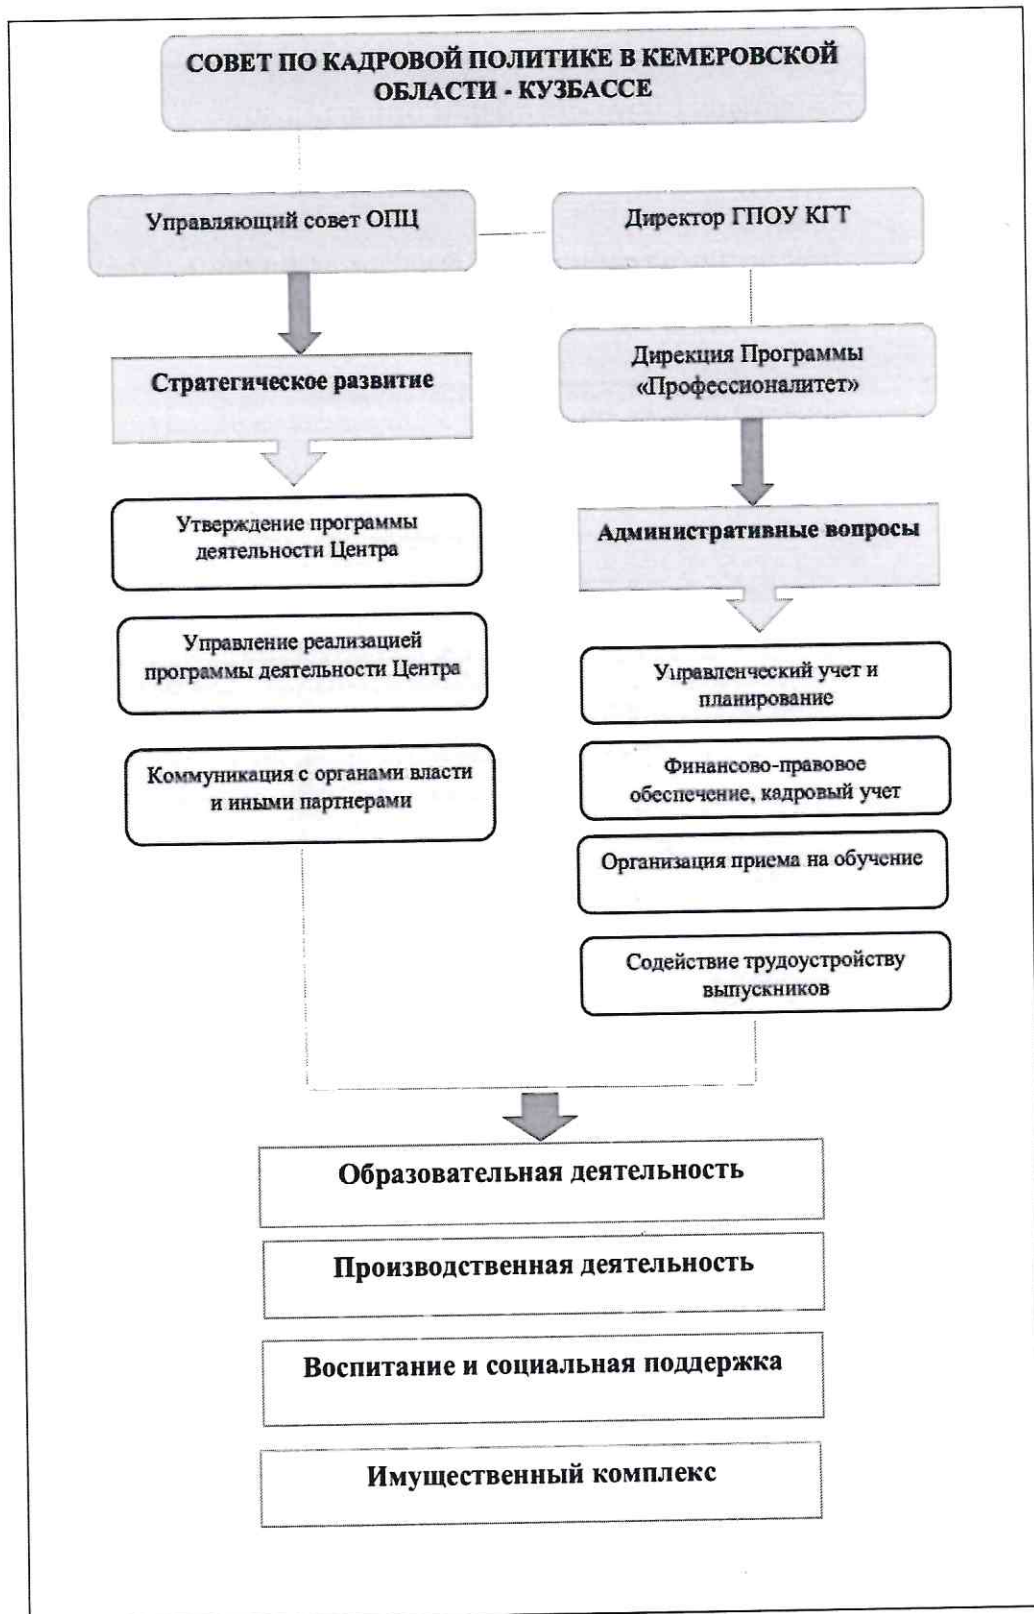 СОВЕТ ПО КАДРОВОЙ ПОЛИТИКЕ В КЕМЕРОВСКОЙ
ОБЛАСТИ - КУЗБАССЕ
Управляющий совет ОПЦ
Директор ГПОУ КГТ
Дирекция Программы
«Профессионалитет»
Стратегическое развитие
Утверждение программы
деятельности Центра
Управление реализацией
программы деятельности Центра
Коммуникация с органами власти
и иными партнерами
Административные вопросы
Управленческий учет и
планирование
Финансово-правовое
обеспечение, кадровый учет
Организация приема на обучение
Содействие трудоустройству
выпускников
Образовательная деятельность
Производственная деятельность
Воспитание и социальная поддержка
Имущественный комплекс